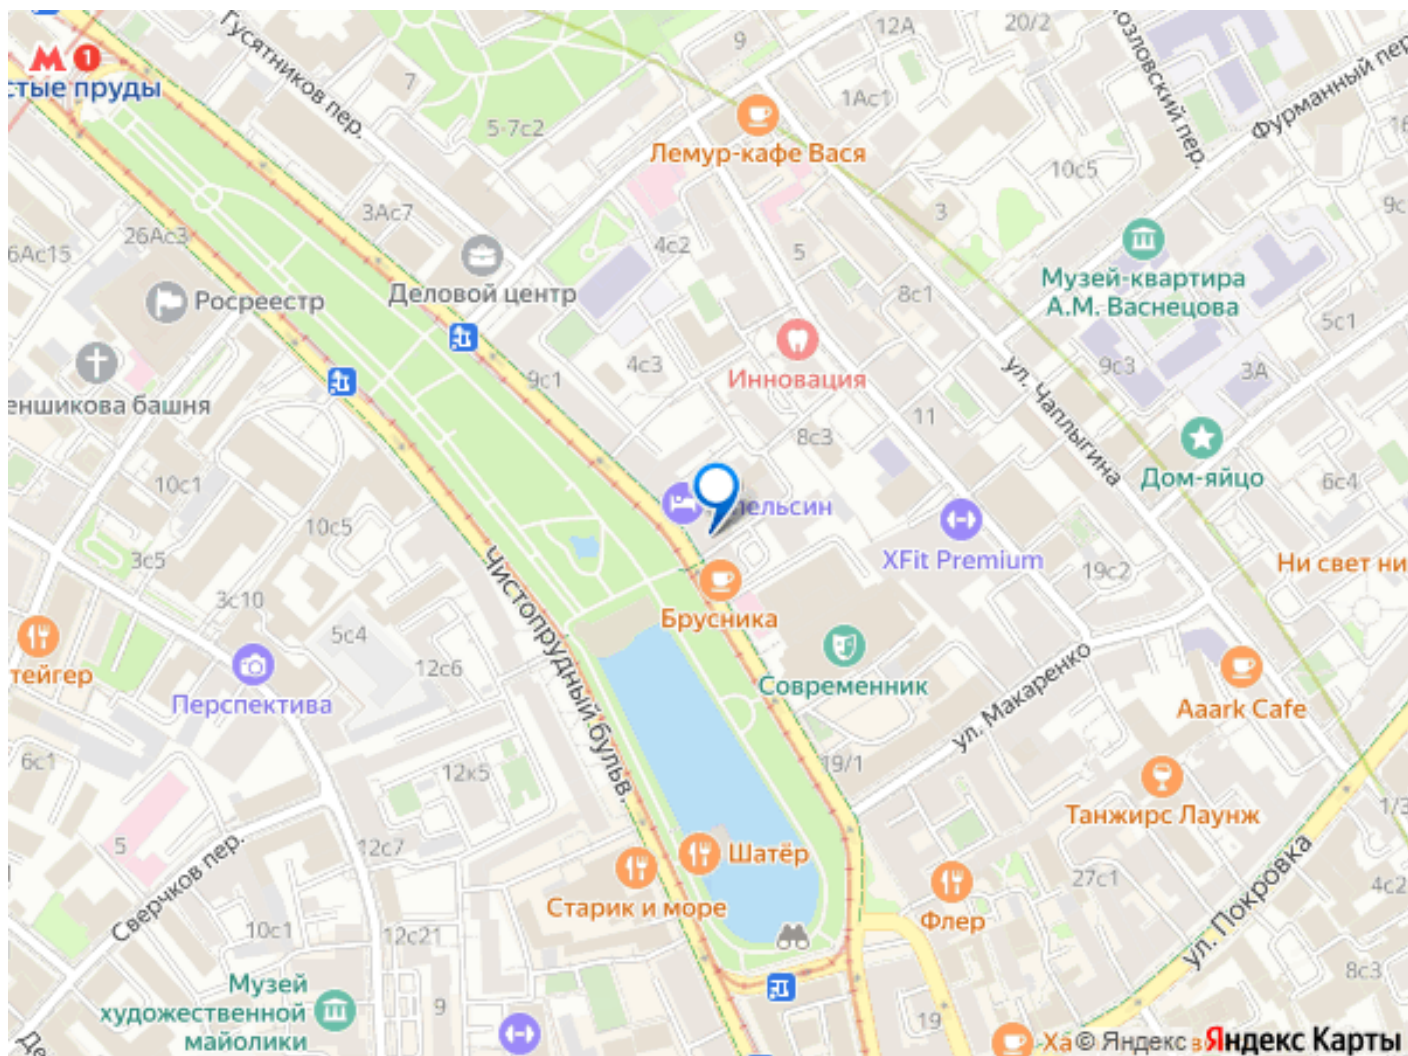 Гусятников пер.
9
12А
20/2
Козловский пер.
Фурманный пер.
М 1
стые пруды
7
1Ас1
5-7с2
Лемур-кафе Вася
10с5
16
3Ас7
26Ас3
6Ас15
3
9с
4с2
5
Деловой центр
Росреестр
Музей-квартира
А.М. Васнецова
8с1
5с1
4с3
9с1
Инновация
ул. Чаплыгина
9с3
3А
еншикова башня
11
8с3
10с1
Дом-яйцо
6с4
10с5
пельсин
3с5
XFit Premium
Ни свет ни
19с2
3с10
Чистопрудный бульв.
Брусника
5с4
12с6
тейгер
Перспектива
Современник
ул. Макаренко
Aaark Cafe
6с1
12к5
19/1
Танжирс Лаунж
1/3
5
12с7
Шатёр
ул. Покровка
27с1
4с2
Сверчков пер.
Старик и море
Флер
10с1
12с21
8с3
Музей
художественной
майолики
9
19
Ха
© Яндекс
Яндекс Карты